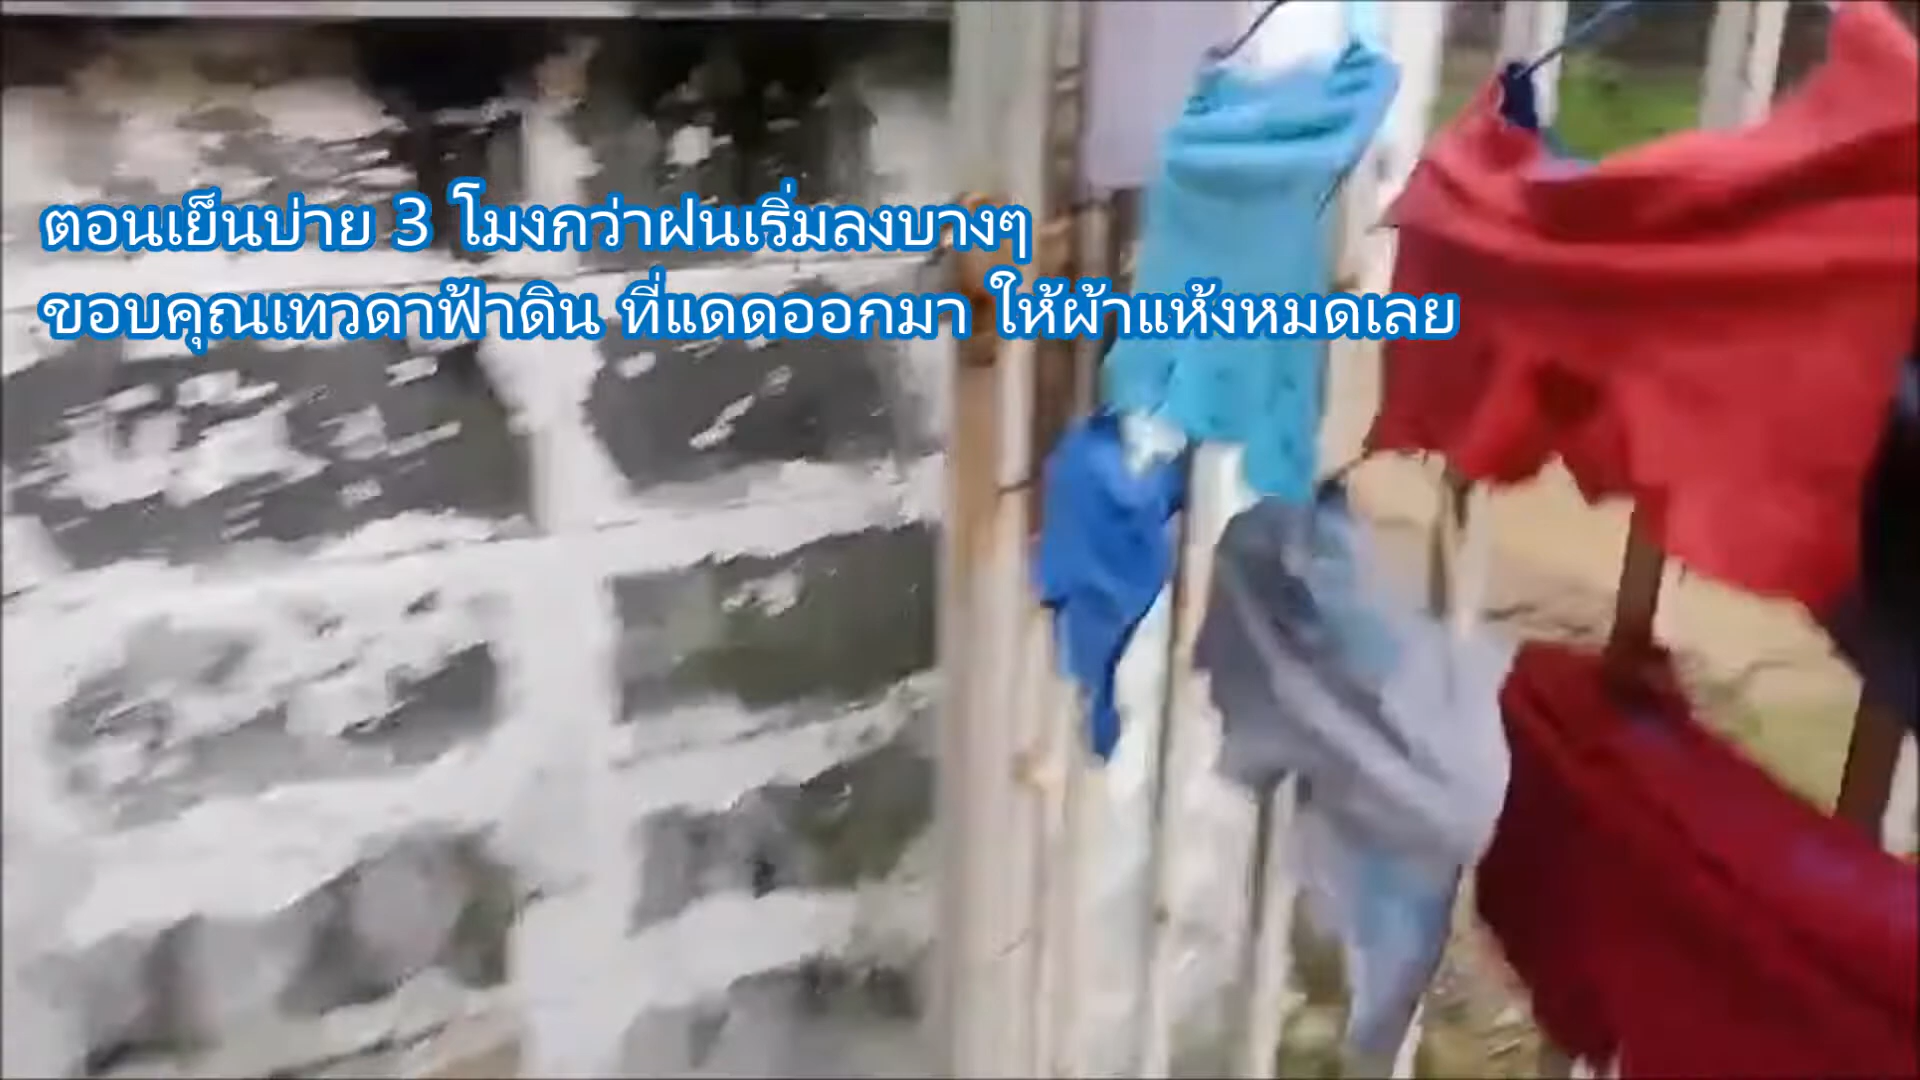 ตอนเย็นบ่าย 3 โมงกว่าฝนเริ่มลงบางๆ
ขอบคุณเทวดาฟ้าดิน ที่แดดออกมา ให้ผ้าแห้งหมดเลย